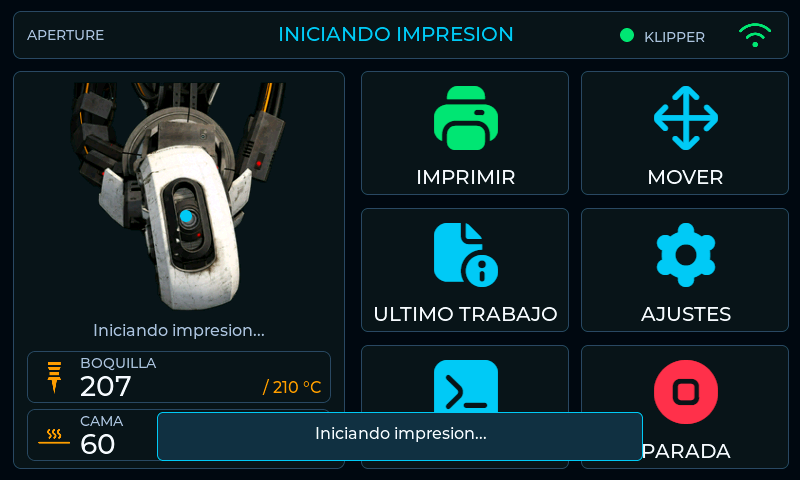 APERTURE
INICIANDO IMPRESION
KLIPPER
Iniciando impresion...
BOQUILLA
207
/ 210 °C
CAMA
60
IMPRIMIR
MOVER
ULTIMO TRABAJO
AJUSTES
PARADA
Iniciando impresion...